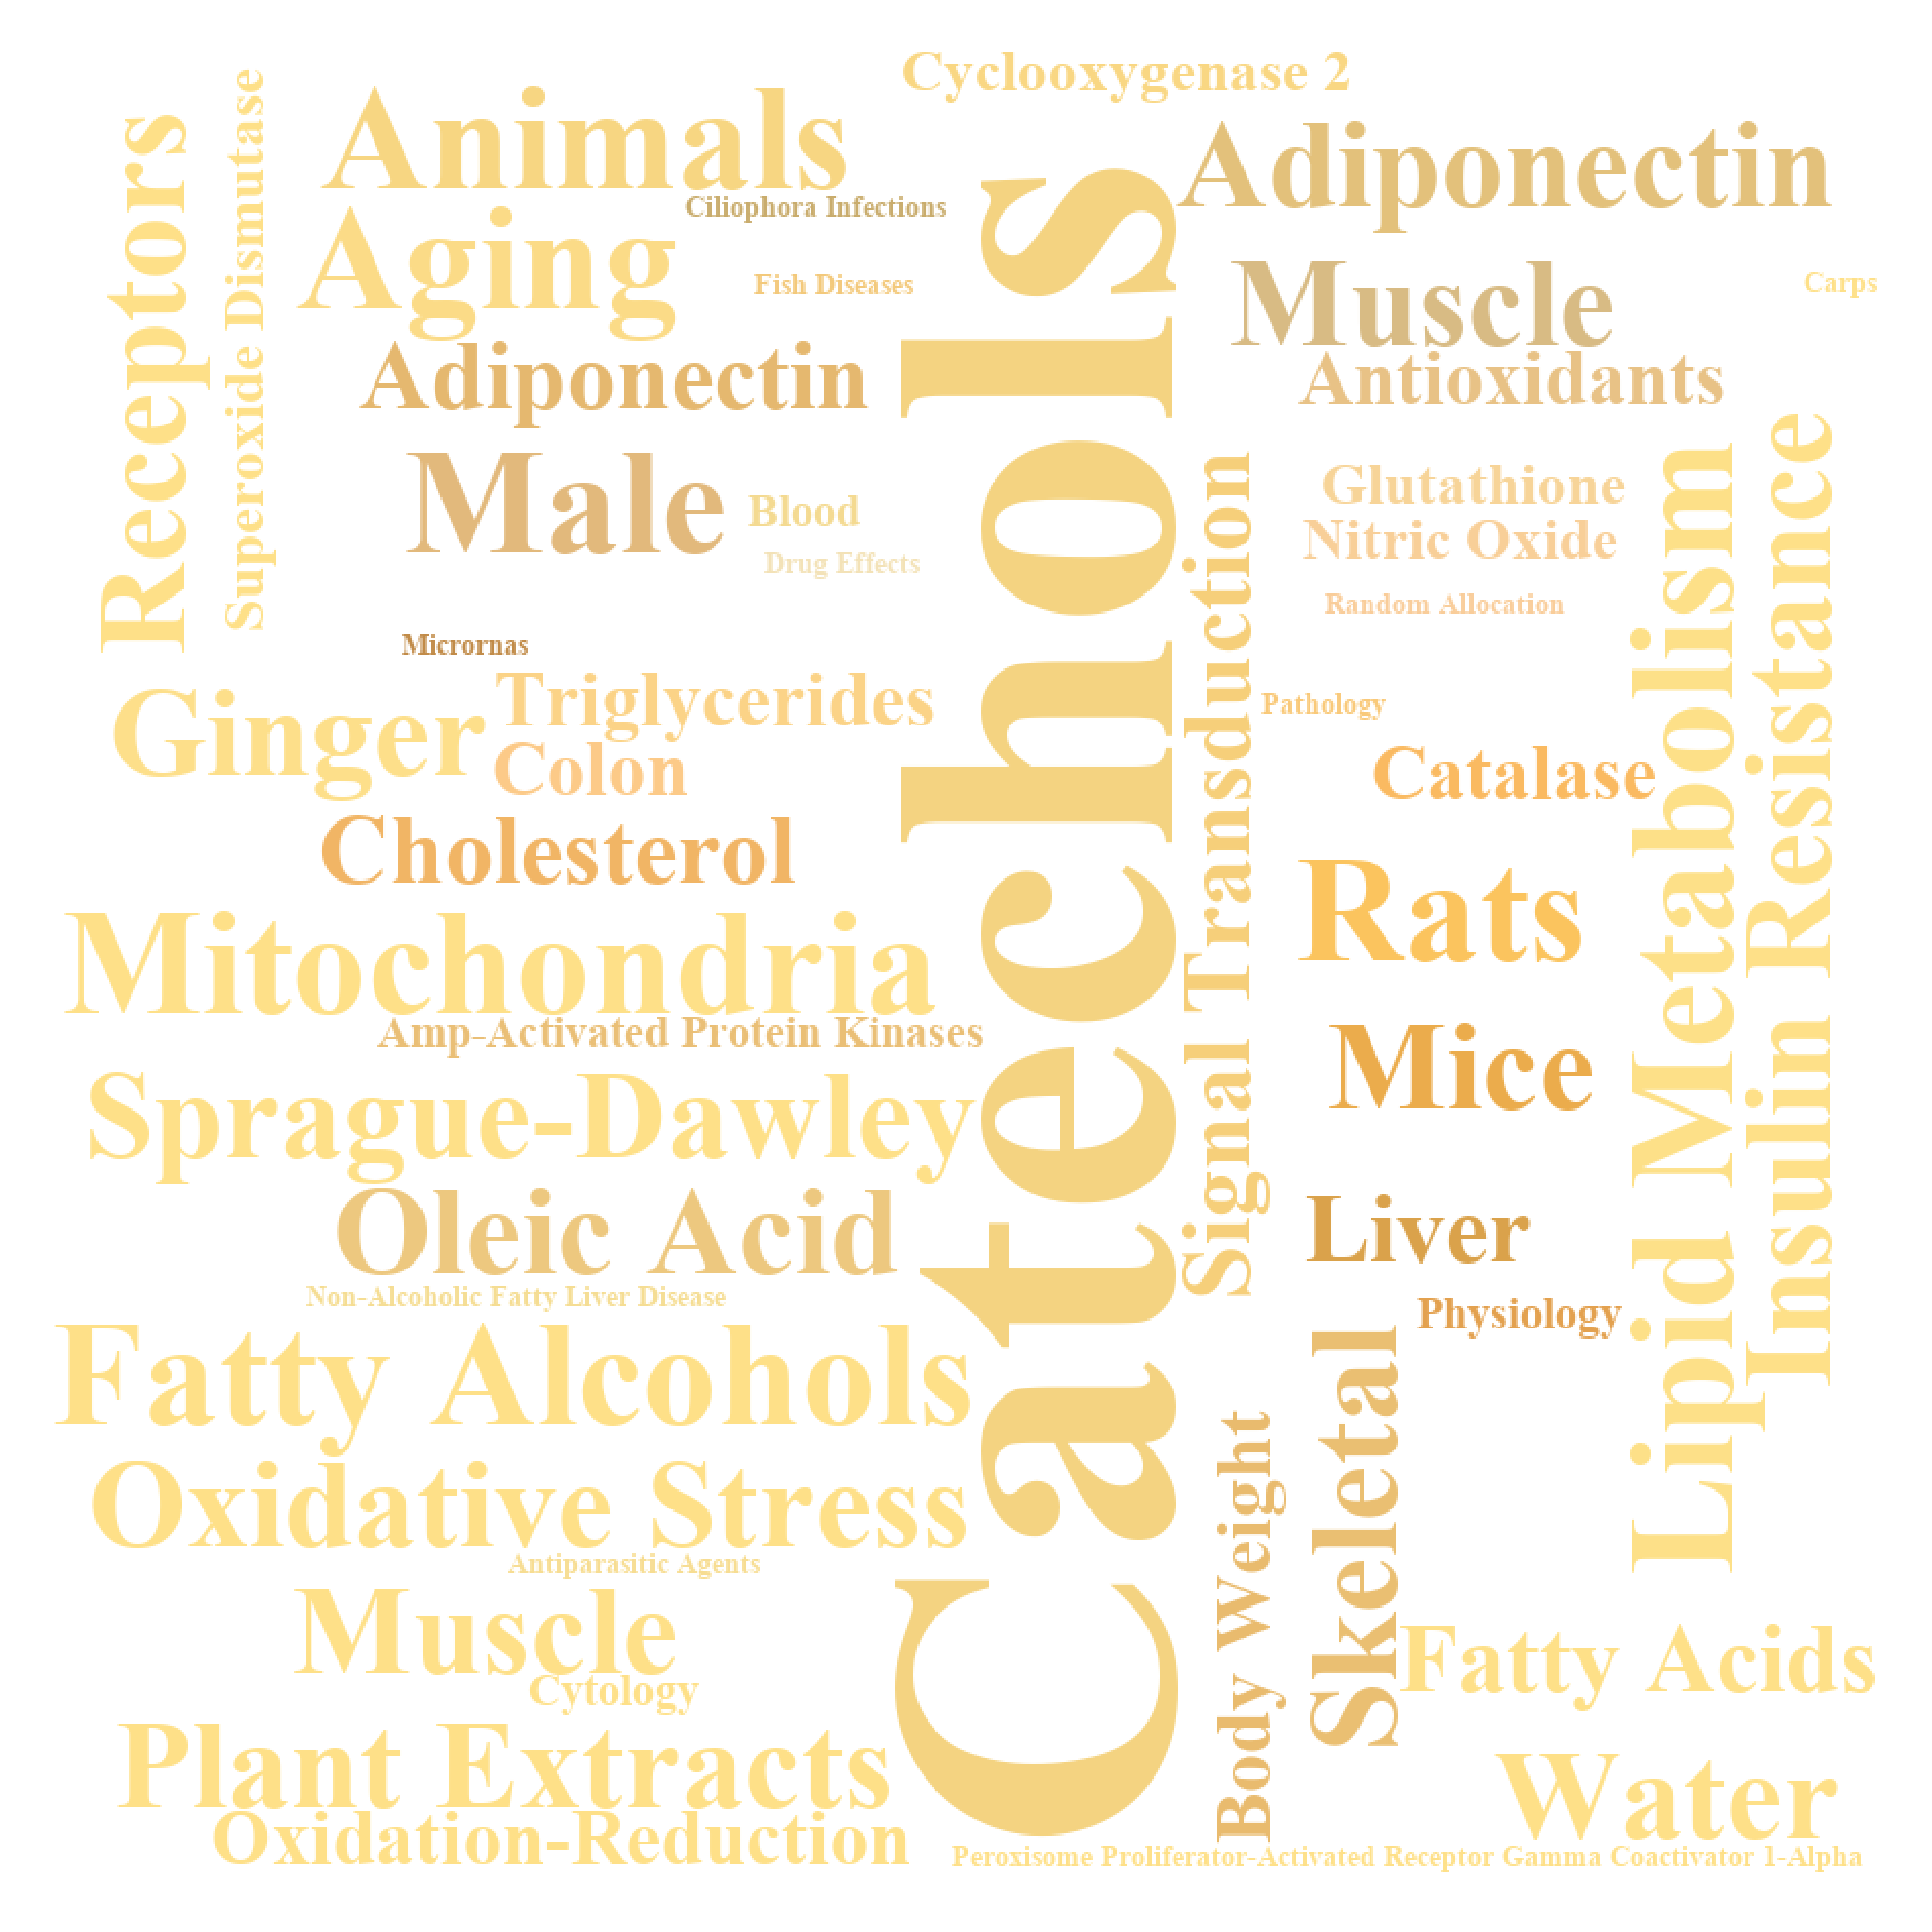 Cyclooxygenase 2
Animals
Adiponectin
Receptors
Superoxide Dismutase
Ciliophora Infections
Aging
Fish Diseases
Muscle
Carps
Adiponectin
Antioxidants
Catechols
Male
Blood
Drug Effects
Signal Transduction
Glutathione
Nitric Oxide
Random Allocation
Lipid Metabolism
Insulin Resistance
Micrornas
Ginger
Triglycerides
Colon
Pathology
Catalase
Cholesterol
Rats
Mitochondria
Amp-Activated Protein Kinases
Mice
Sprague-Dawley
Oleic Acid
Liver
Non-Alcoholic Fatty Liver Disease
Physiology
Fatty Alcohols
Skeletal
Body Weight
Oxidative Stress
Antiparasitic Agents
Muscle
Cytology
Fatty Acids
Plant Extracts
Water
Oxidation-Reduction
Peroxisome Proliferator-Activated Receptor Gamma Coactivator 1-Alpha